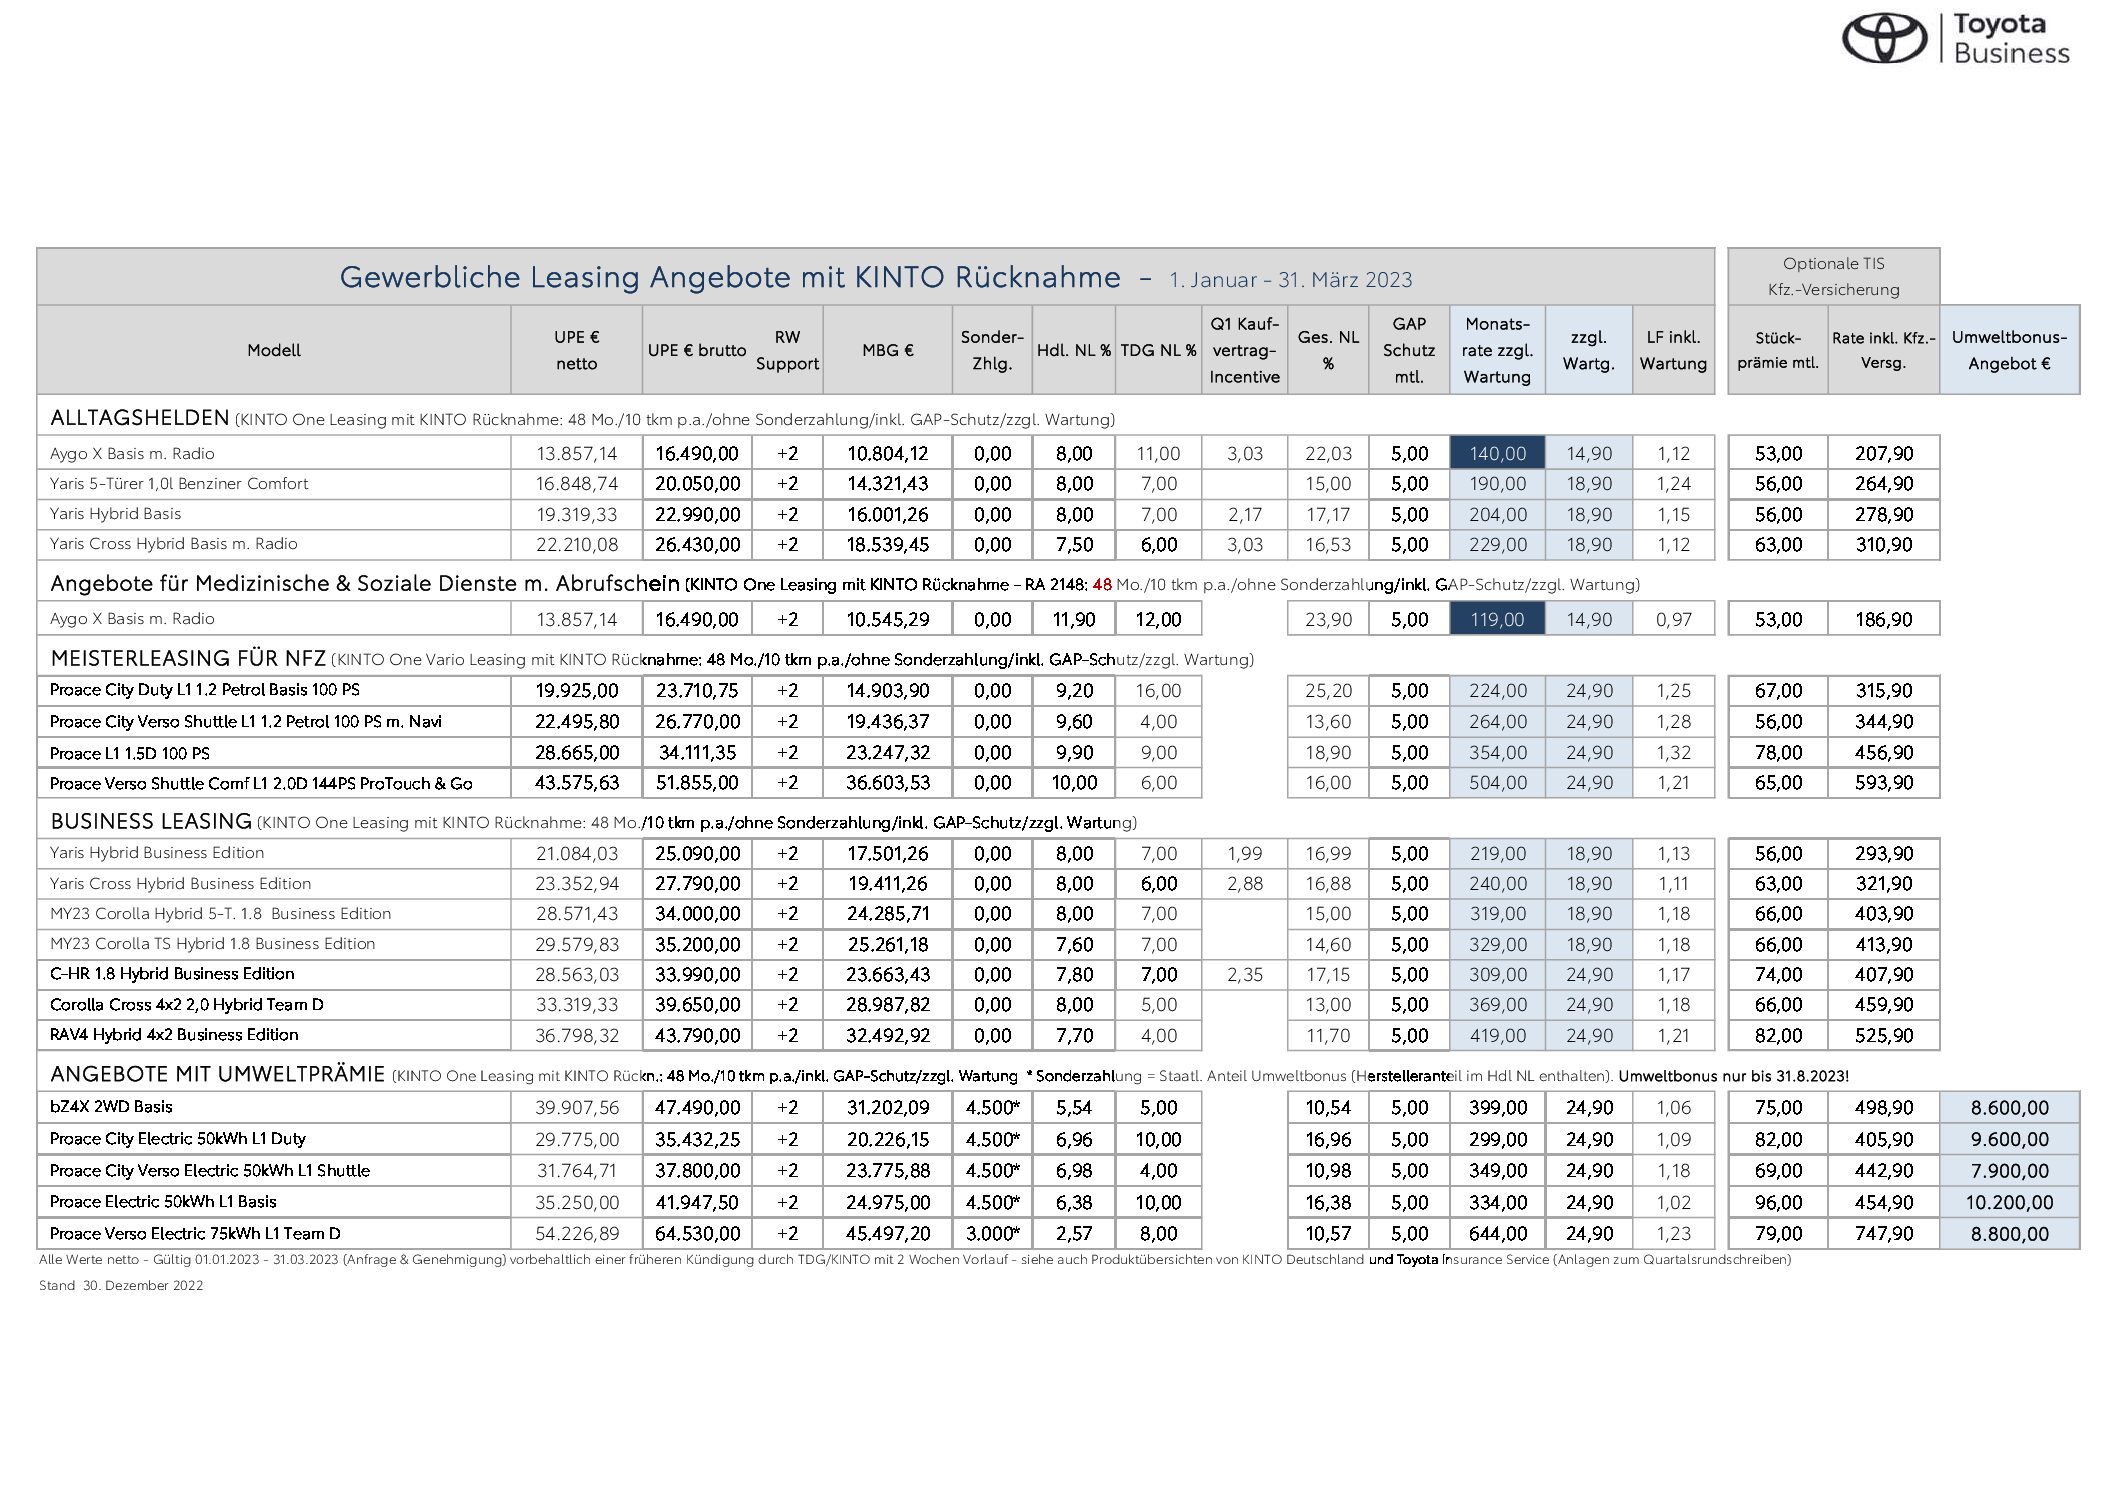 Toyota
Business
Gewerbliche Leasing Angebote mit KINTO Rücknahme – 1. Januar - 31. März 2023
Optionale TIS
Kfz.-Versicherung
Modell UPE € netto UPE € brutto RW Support MBG € Sonder-Zhlg. Hdl. NL % TDG NL % Q1 Kauf-vertrag-Incentive Ges. NL % GAP Schutz mtl. Monats-rate zzgl. Wartung zzgl. Wartg. LF inkl. Wartung Stück-prämie mtl. Rate inkl. Kfz.-Versg. Umweltbonus-Angebot €
ALLTAGSHELDEN (KINTO One Leasing mit KINTO Rücknahme: 48 Mo./10 tkm p.a./ohne Sonderzahlung/inkl. GAP-Schutz/zzgl. Wartung)
Aygo X Basis m. Radio 13.857,14 16.490,00 +2 10.804,12 0,00 8,00 11,00 3,03 22,03 5,00 140,00 14,90 1,12 53,00 207,90
Yaris 5-Türer 1,0l Benziner Comfort 16.848,74 20.050,00 +2 14.321,43 0,00 8,00 7,00 15,00 5,00 190,00 18,90 1,24 56,00 264,90
Yaris Hybrid Basis 19.319,33 22.990,00 +2 16.001,26 0,00 8,00 7,00 2,17 17,17 5,00 204,00 18,90 1,15 56,00 278,90
Yaris Cross Hybrid Basis m. Radio 22.210,08 26.430,00 +2 18.539,45 0,00 7,50 6,00 3,03 16,53 5,00 229,00 18,90 1,12 63,00 310,90
Angebote für Medizinische & Soziale Dienste m. Abrufschein (KINTO One Leasing mit KINTO Rücknahme – RA 2148: 48 Mo./10 tkm p.a./ohne Sonderzahlung/inkl. GAP-Schutz/zzgl. Wartung)
Aygo X Basis m. Radio 13.857,14 16.490,00 +2 10.545,29 0,00 11,90 12,00 23,90 5,00 119,00 14,90 0,97 53,00 186,90
MEISTERLEASING FÜR NFZ (KINTO One Vario Leasing mit KINTO Rücknahme: 48 Mo./10 tkm p.a./ohne Sonderzahlung/inkl. GAP-Schutz/zzgl. Wartung)
Proace City Duty L1 1.2 Petrol Basis 100 PS 19.925,00 23.710,75 +2 14.903,90 0,00 9,20 16,00 25,20 5,00 224,00 24,90 1,25 67,00 315,90
Proace City Verso Shuttle L1 1.2 Petrol 100 PS m. Navi 22.495,80 26.770,00 +2 19.436,37 0,00 9,60 4,00 13,60 5,00 264,00 24,90 1,28 56,00 344,90
Proace L1 1.5D 100 PS 28.665,00 34.111,35 +2 23.247,32 0,00 9,90 9,00 18,90 5,00 354,00 24,90 1,32 78,00 456,90
Proace Verso Shuttle Comf L1 2.0D 144PS ProTouch & Go 43.575,63 51.855,00 +2 36.603,53 0,00 10,00 6,00 16,00 5,00 504,00 24,90 1,21 65,00 593,90
BUSINESS LEASING (KINTO One Leasing mit KINTO Rücknahme: 48 Mo./10 tkm p.a./ohne Sonderzahlung/inkl. GAP-Schutz/zzgl. Wartung)
Yaris Hybrid Business Edition 21.084,03 25.090,00 +2 17.501,26 0,00 8,00 7,00 1,99 16,99 5,00 219,00 18,90 1,13 56,00 293,90
Yaris Cross Hybrid Business Edition 23.352,94 27.790,00 +2 19.411,26 0,00 8,00 6,00 2,88 16,88 5,00 240,00 18,90 1,11 63,00 321,90
MY23 Corolla Hybrid 5-T. 1.8 Business Edition 28.571,43 34.000,00 +2 24.285,71 0,00 8,00 7,00 15,00 5,00 319,00 18,90 1,18 66,00 403,90
MY23 Corolla TS Hybrid 1.8 Business Edition 29.579,83 35.200,00 +2 25.261,18 0,00 7,60 7,00 14,60 5,00 329,00 18,90 1,18 66,00 413,90
C-HR 1.8 Hybrid Business Edition 28.563,03 33.990,00 +2 23.663,43 0,00 7,80 7,00 2,35 17,15 5,00 309,00 24,90 1,17 74,00 407,90
Corolla Cross 4x2 2,0 Hybrid Team D 33.319,33 39.650,00 +2 28.987,82 0,00 8,00 5,00 13,00 5,00 369,00 24,90 1,18 66,00 459,90
RAV4 Hybrid 4x2 Business Edition 36.798,32 43.790,00 +2 32.492,92 0,00 7,70 4,00 11,70 5,00 419,00 24,90 1,21 82,00 525,90
ANGEBOTE MIT UMWELTPRÄMIE (KINTO One Leasing mit KINTO Rückn.: 48 Mo./10 tkm p.a./inkl. GAP-Schutz/zzgl. Wartung * Sonderzahlung = Staatl. Anteil Umweltbonus (Herstelleranteil im Hdl NL enthalten). Umweltbonus nur bis 31.8.2023!
bZ4X 2WD Basis 39.907,56 47.490,00 +2 31.202,09 4.500* 5,54 5,00 10,54 5,00 399,00 24,90 1,06 75,00 498,90 8.600,00
Proace City Electric 50kWh L1 Duty 29.775,00 35.432,25 +2 20.226,15 4.500* 6,96 10,00 16,96 5,00 299,00 24,90 1,09 82,00 405,90 9.600,00
Proace City Verso Electric 50kWh L1 Shuttle 31.764,71 37.800,00 +2 23.775,88 4.500* 6,98 4,00 10,98 5,00 349,00 24,90 1,18 69,00 442,90 7.900,00
Proace Electric 50kWh L1 Basis 35.250,00 41.947,50 +2 24.975,00 4.500* 6,38 10,00 16,38 5,00 334,00 24,90 1,02 96,00 454,90 10.200,00
Proace Verso Electric 75kWh L1 Team D 54.226,89 64.530,00 +2 45.497,20 3.000* 2,57 8,00 10,57 5,00 644,00 24,90 1,23 79,00 747,90 8.800,00
Alle Werte netto - Gültig 01.01.2023 - 31.03.2023 (Anfrage & Genehmigung) vorbehaltlich einer früheren Kündigung durch TDG/KINTO mit 2 Wochen Vorlauf - siehe auch Produktübersichten von KINTO Deutschland und Toyota Insurance Service (Anlagen zum Quartalsrundschreiben)
Stand 30. Dezember 2022